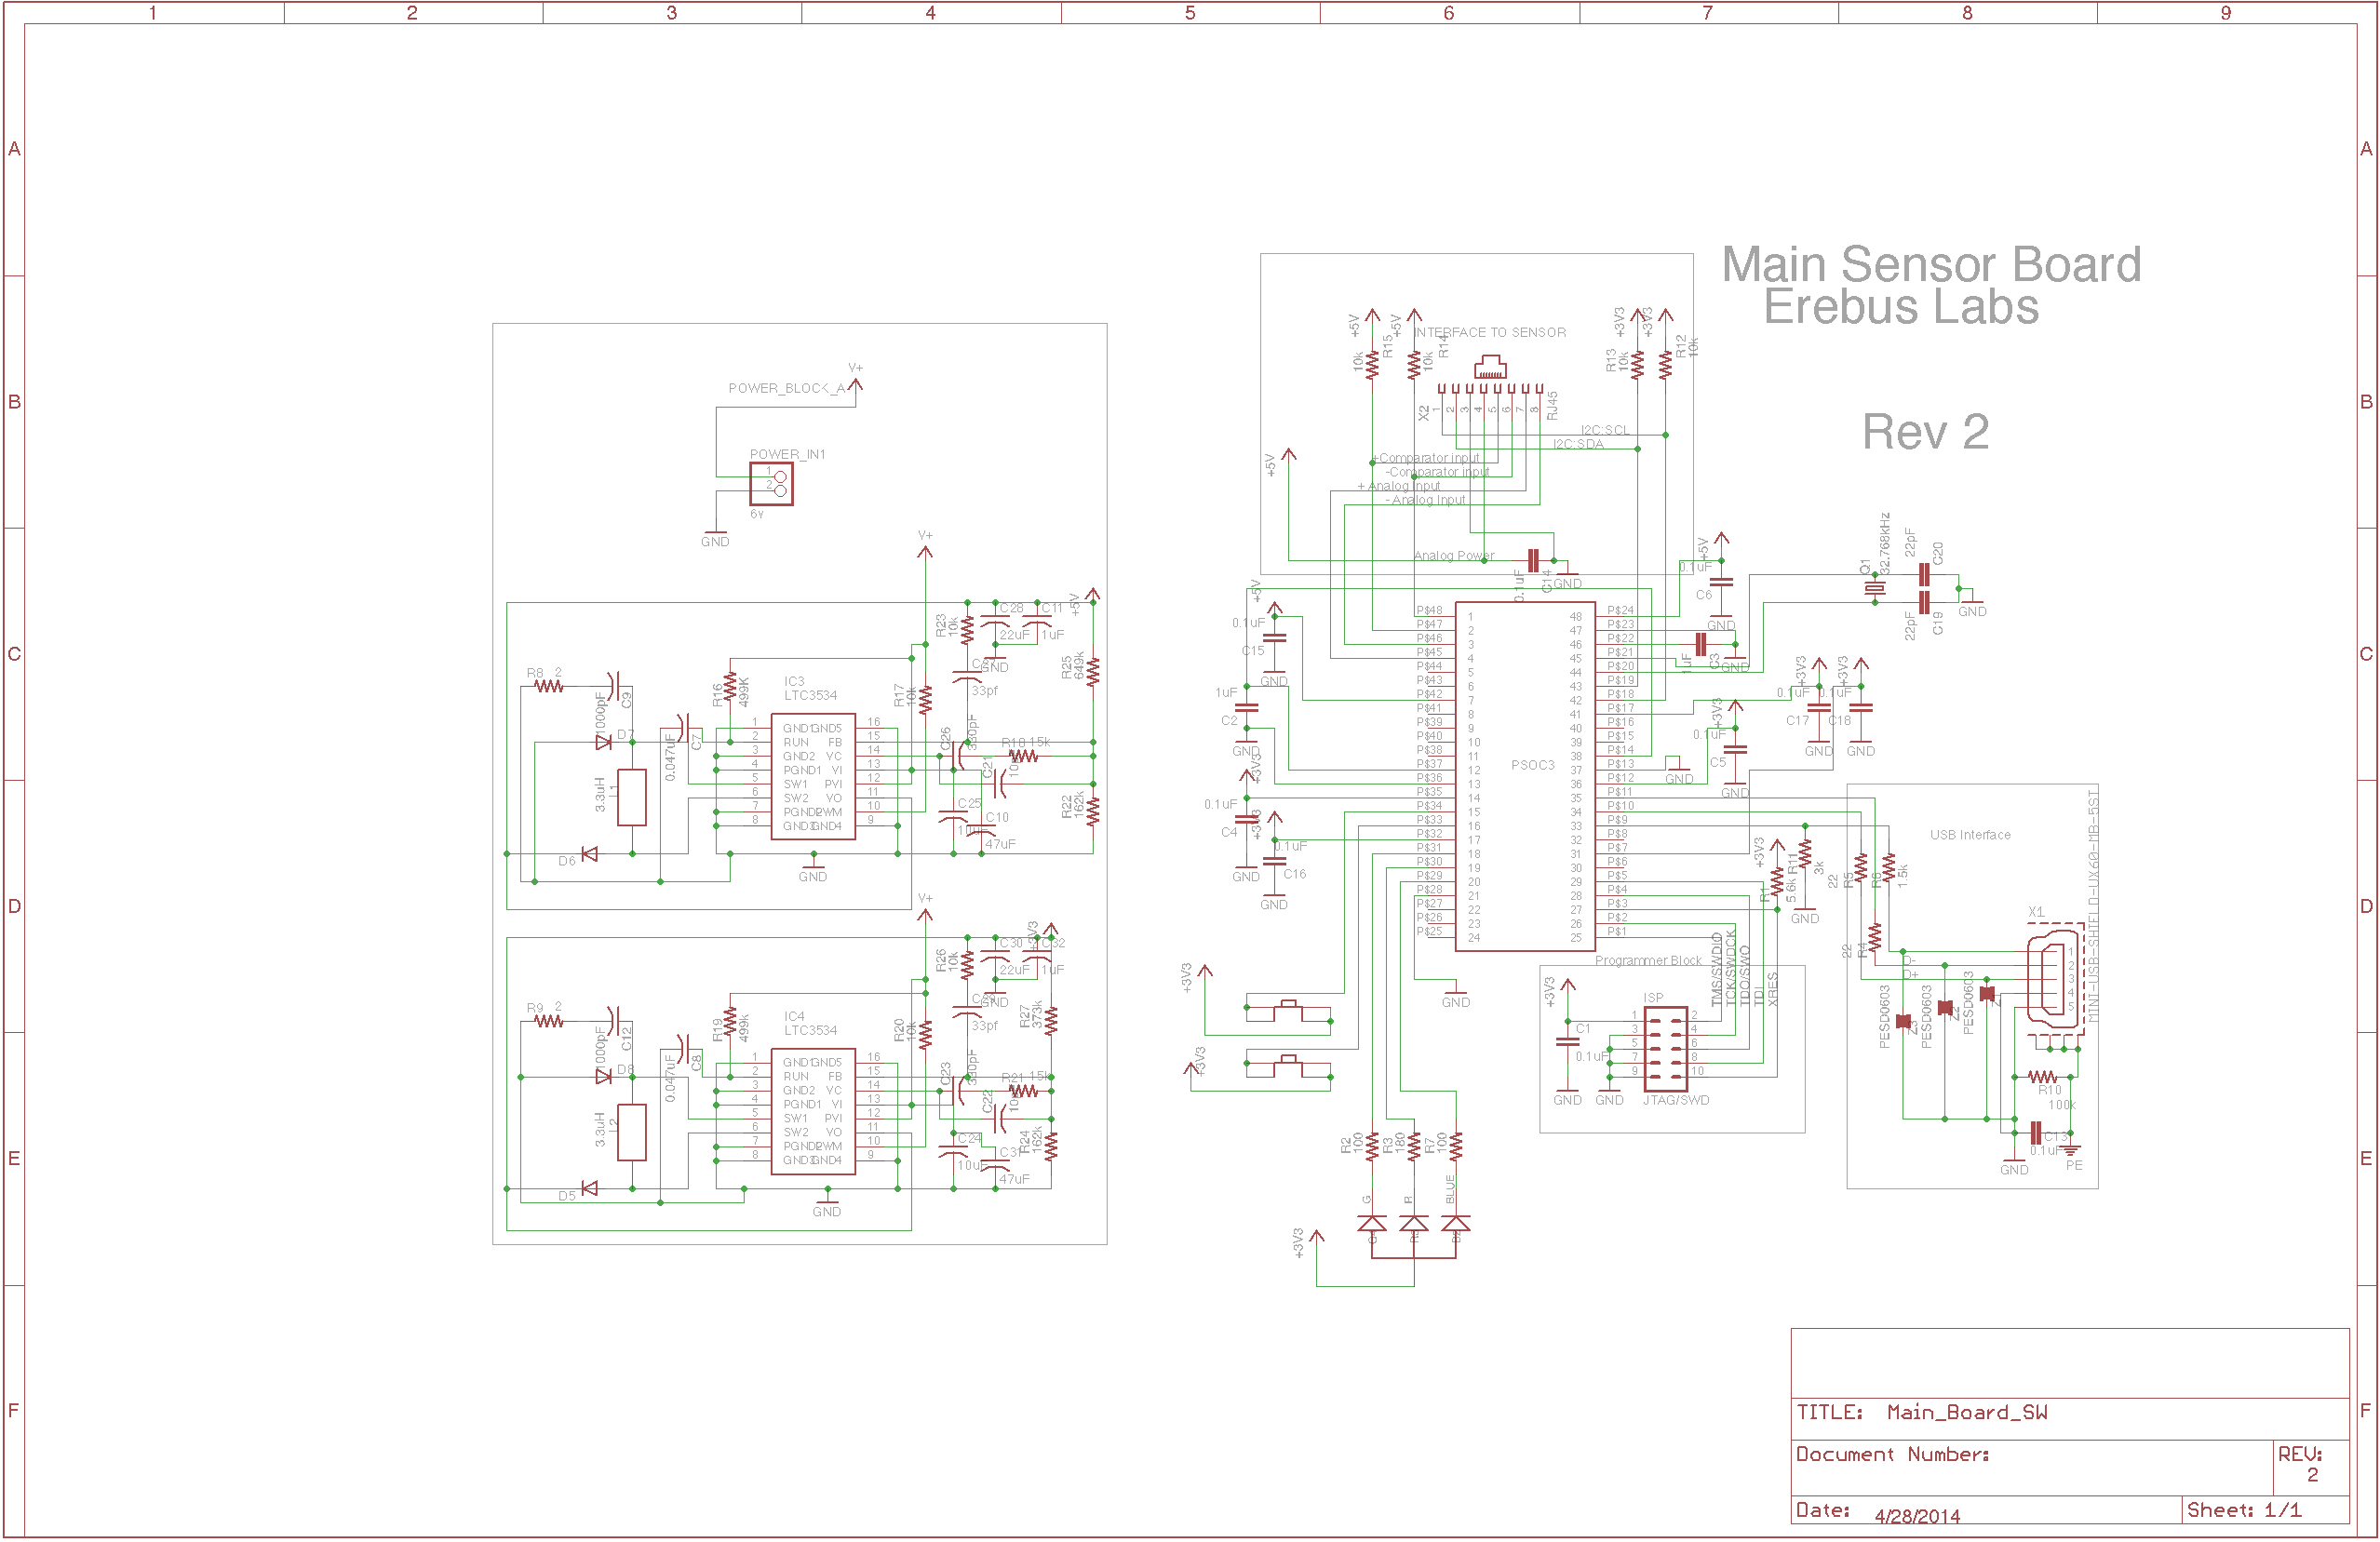 1 2 3 4 5 6 7 8 9
A A
B B
C C
D D
E E
F F
Main Sensor Board
Erebus Labs
Rev 2
V+
POWER_BLOCK_A
POWER_IN1
1
2
6v
GND
V+
+5V
R23
10k
C28
22uF
C11
1uF
GND
33pf
R25
649k
R8 2
1000pF
C9
R16
499K
IC3
LTC3534
R17
10k
D7
0.047uF
C7
C26
330pF
15k
C21
3.3uH
D6
1 GND1 GND5 16
2 RUN FB 15
3 GND2 VC 14
4 PGND1 VI 13
5 SW1 PVI 12
6 SW2 VO 11
7 PGND2 PWM 10
8 GND3 GND4 9
C25
C10
47uF
R22
162k
GND
V+
+3V3
R26
10k
C30
22uF
C32
1uF
GND
33pf
R27
373k
R9 2
1000pF
C12
R19
499k
IC4
LTC3534
R20
10k
D8
0.047uF
C8
C23
330pF
R21 15k
C22
3.3uH
D5
1 GND1 GND5 16
2 RUN FB 15
3 GND2 VC 14
4 PGND1 VI 13
5 SW1 PVI 12
6 SW2 VO 11
7 PGND2 PWM 10
8 GND3 GND4 9
C24
10uF
C31
47uF
R24
162k
GND
+5V
+5V
INTERFACE TO SENSOR
+3V3
+3V3
10k
R15
10k
R14
R13
10k
R12
10k
X2
1 2 3 4 5 6 7 8
RJ45
I2C:SCL
I2C:SDA
+5V
+Comparator input
-Comparator input
+ Analog Input
- Analog Input
Analog Power
0.1uF
C14
GND
+5V
0.1uF
C6
GND
Q1
32.768kHz
22pF
C20
22pF
C19
GND
+5V
0.1uF
C15
GND
1uF
C2
GND
+3V3
0.1uF
C4
GND
+3V3
0.1uF
C16
GND
PSOC3
P$48 1 48 P$24
P$47 2 47 P$23
P$46 3 46 P$22
P$45 4 45 P$21
P$44 5 44 P$20
P$43 6 43 P$19
P$42 7 42 P$18
P$41 8 41 P$17
P$39 9 40 P$16
P$40 10 39 P$15
P$38 11 38 P$14
P$37 12 37 P$13
P$36 13 36 P$12
P$35 14 35 P$11
P$34 15 34 P$10
P$33 16 33 P$9
P$32 17 32 P$8
P$31 18 31 P$7
P$30 19 30 P$6
P$29 20 29 P$5
P$28 21 28 P$4
P$27 22 27 P$3
P$26 23 26 P$2
P$25 24 25 P$1
1uF
C3
GND
+3V3
+3V3
0.1uF
0.1uF
C17
C18
GND
GND
+3V3
0.1uF
C5
GND
GND
+3V3
R1
5.6k
R11
3k
GND
22
R5
R6
1.5k
22
R4
USB Interface
MINI-USB-SHIELD-UX60-MB-5ST
X1
1
2
3
4
5
D-
D+
PESD0603
Z3
PESD0603
Z2
PESD0603
R10
100k
C13
0.1uF
GND
PE
Programmer Block
TMS/SWDIO
TCK/SWDCK
TDO/SWO
TDI
XRES
+3V3
C1
0.1uF
GND
GND
ISP
1 2
3 4
5 6
7 8
9 10
JTAG/SWD
GND
+3V3
+3V3
R2
100
R3
180
R7
100
G
R
BLUE
+3V3
TITLE: Main_Board_SW
Document Number:
REV:
2
Date: 4/28/2014
Sheet: 1/1